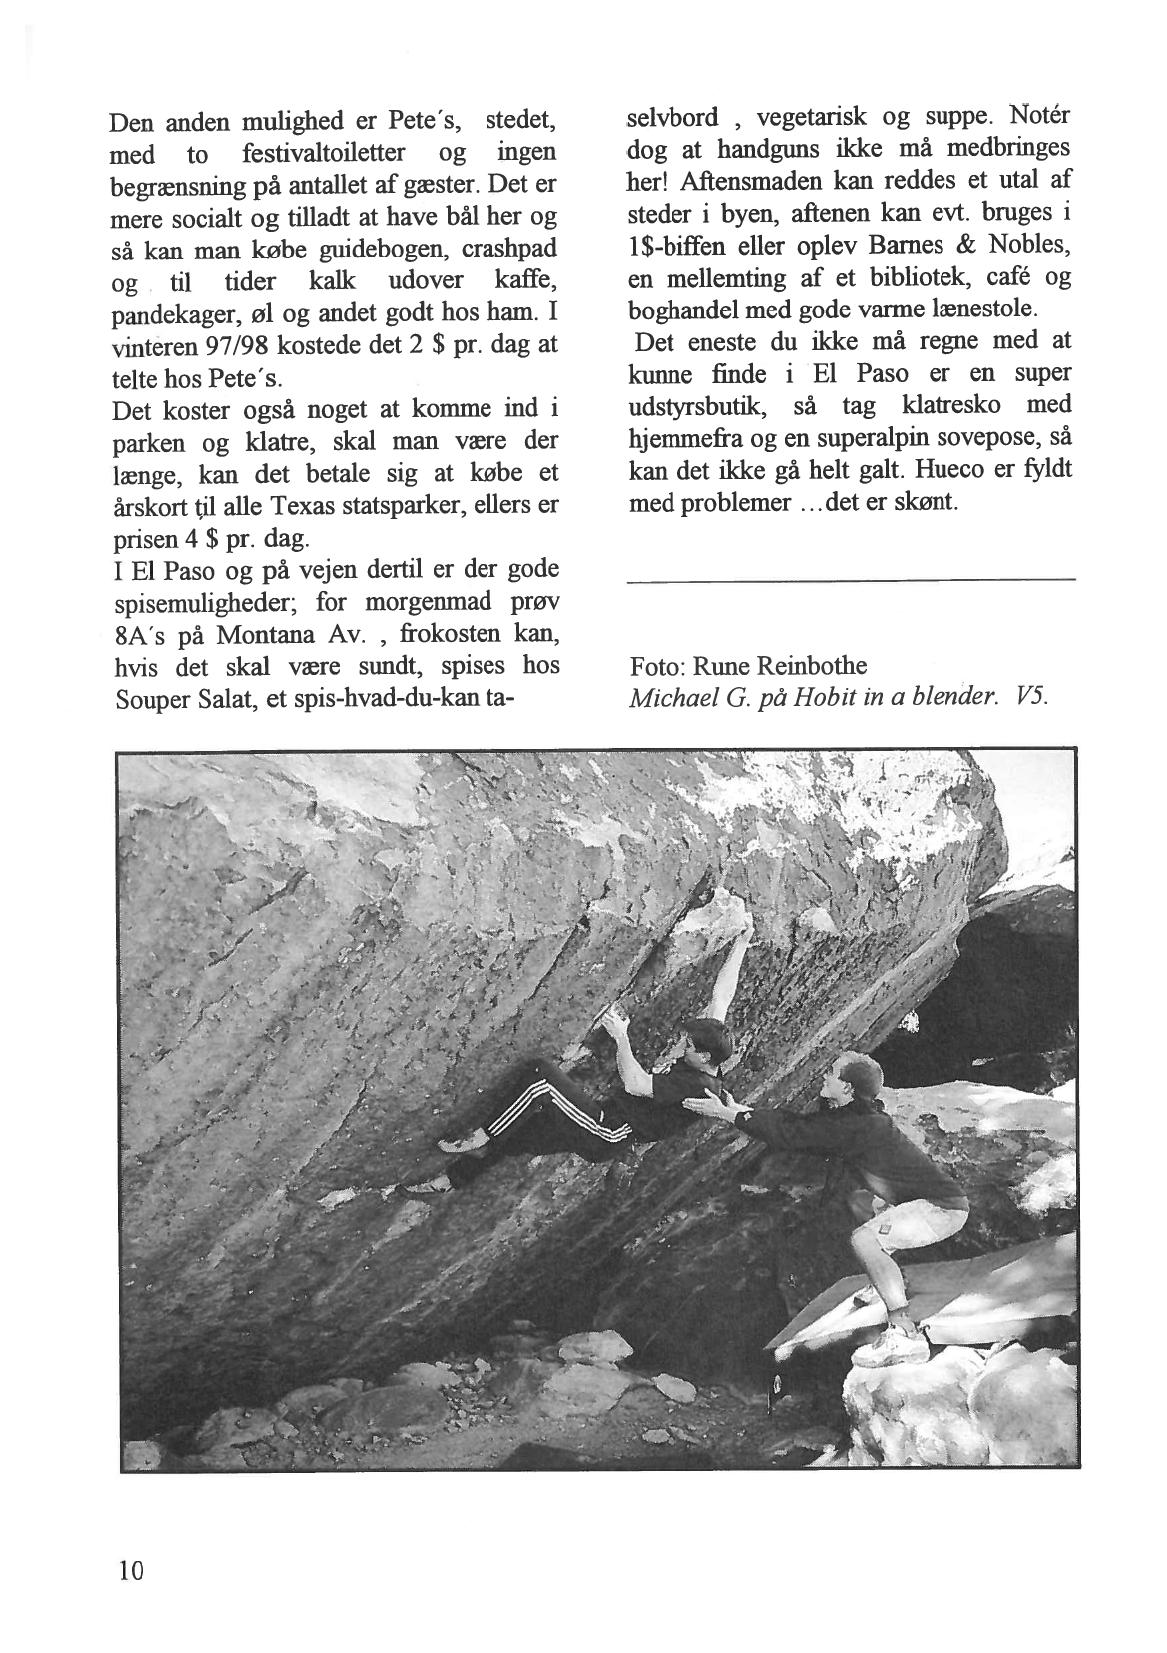 Den anden mulighed er Pete´s, stedet,
med to festivaltoiletter og ingen
begrænsning på antallet af gæster. Det er
mere socialt og tilladt at have bål her og
så kan man købe guidebogen, crashpad
og til tider kalk udover kaffe,
pandekager, øl og andet godt hos ham. I
vinteren 97/98 kostede det 2 $ pr. dag at
telte hos Pete´s.
Det koster også noget at komme ind i
parken og klatre, skal man være der
længe, kan det betale sig at købe et
årskort til alle Texas statsparker, ellers er
prisen 4 $ pr. dag.
I El Paso og på vejen dertil er der gode
spisemuligheder; for morgenmad prøv
8A´s på Montana Av. , frokosten kan,
hvis det skal være sundt, spises hos
Souper Salat, et spis-hvad-du-kan ta-
selvbord , vegetarisk og suppe. Notér
dog at handguns ikke må medbringes
her! Aftensmaden kan reddes et utal af
steder i byen, aftenen kan evt. bruges i
1$-biffen eller oplev Barnes & Nobles,
en mellemting af et bibliotek, café og
boghandel med gode varme lænestole.
Det eneste du ikke må regne med at
kunne finde i El Paso er en super
udstyrsbutik, så tag klatresko med
hjemmefra og en superalpin sovepose, så
kan det ikke gå helt galt. Hueco er fyldt
med problemer ...det er skønt.
Foto: Rune Reinbothe
Michael G. på Hobit in a blender. V5.
10